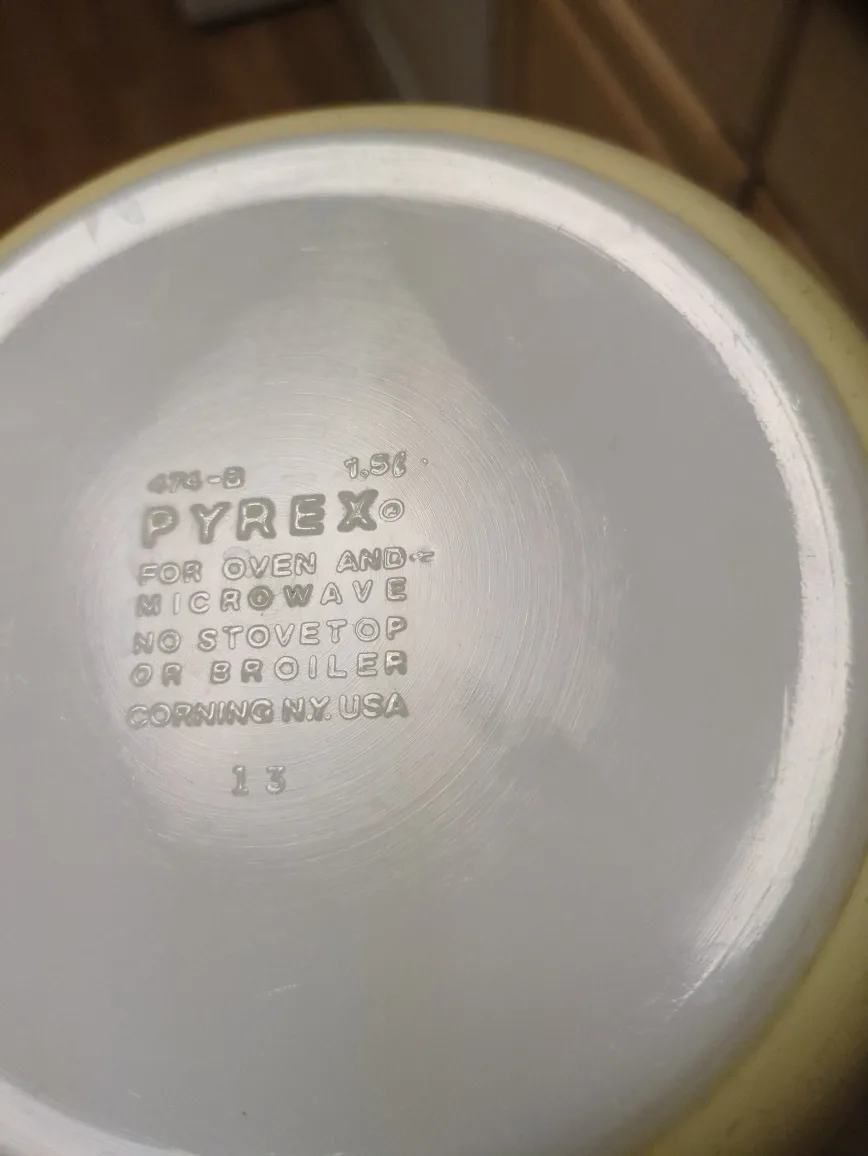 474-B 1,5ℓ
PYREX®
FOR OVEN AND
MICROWAVE
NO STOVETOP
OR BROILER
CORNING N.Y. USA
13